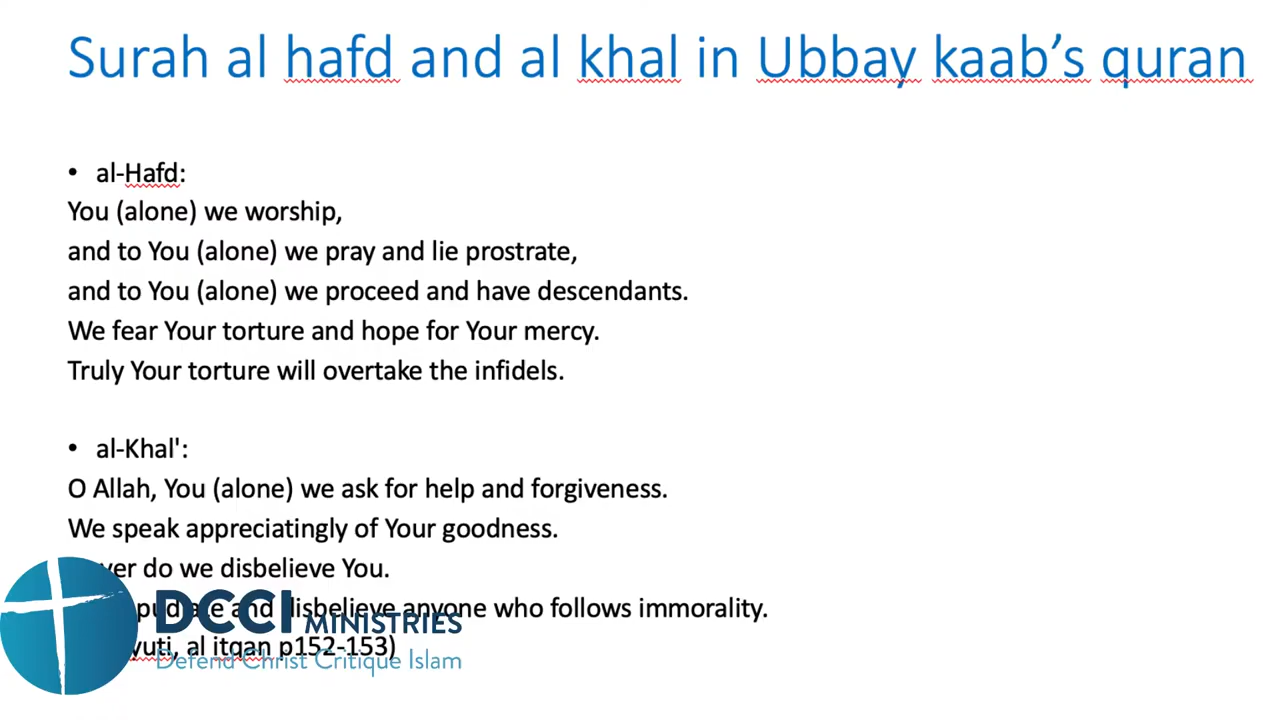 Surah al hafd and al khal in Ubbay kaab's quran
• al-Hafd:
You (alone) we worship,
and to You (alone) we pray and lie prostrate,
and to You (alone) we proceed and have descendants.
We fear Your torture and hope for Your mercy.
Truly Your torture will overtake the infidels.
• al-Khal':
O Allah, You (alone) we ask for help and forgiveness.
We speak appreciatingly of Your goodness.
do we disbelieve You.
and disbelieve anyone who follows immorality.
al itqan p152-153)
DCCI MINISTRIES
Defend Christ Critique Islam